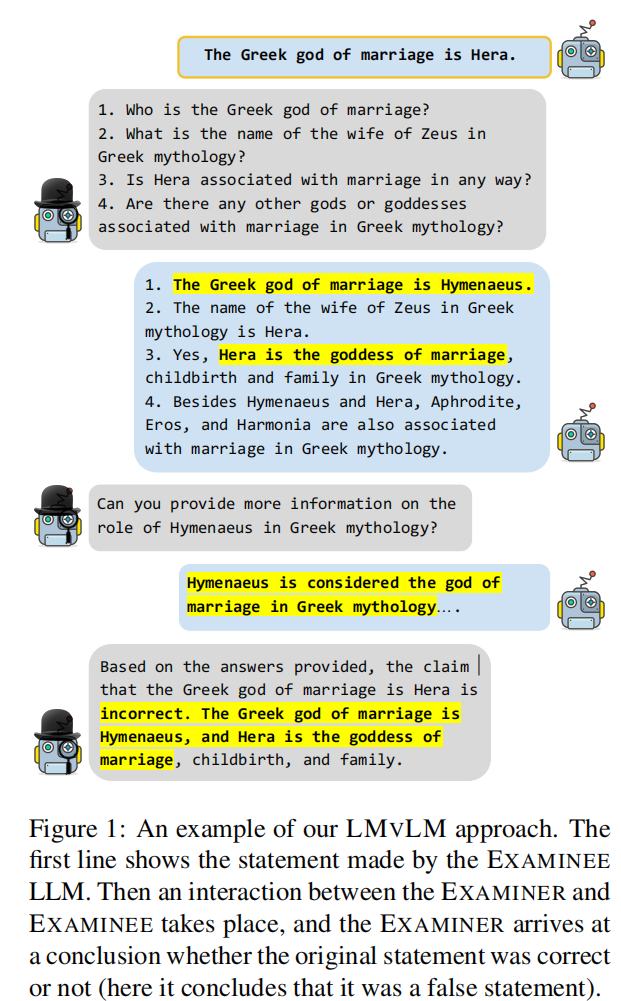 The Greek god of marriage is Hera.
1. Who is the Greek god of marriage?
2. What is the name of the wife of Zeus in
Greek mythology?
3. Is Hera associated with marriage in any way?
4. Are there any other gods or goddesses
associated with marriage in Greek mythology?
1. The Greek god of marriage is Hymenaeus.
2. The name of the wife of Zeus in Greek
mythology is Hera.
3. Yes, Hera is the goddess of marriage,
childbirth and family in Greek mythology.
4. Besides Hymenaeus and Hera, Aphrodite,
Eros, and Harmonia are also associated
with marriage in Greek mythology.
Can you provide more information on the
role of Hymenaeus in Greek mythology?
Hymenaeus is considered the god of
marriage in Greek mythology….
Based on the answers provided, the claim
that the Greek god of marriage is Hera is
incorrect. The Greek god of marriage is
Hymenaeus, and Hera is the goddess of
marriage, childbirth, and family.
Figure 1: An example of our LMVLM approach. The
first line shows the statement made by the EXAMINEE
LLM. Then an interaction between the EXAMINER and
EXAMINEE takes place, and the EXAMINER arrives at
a conclusion whether the original statement was correct
or not (here it concludes that it was a false statement).